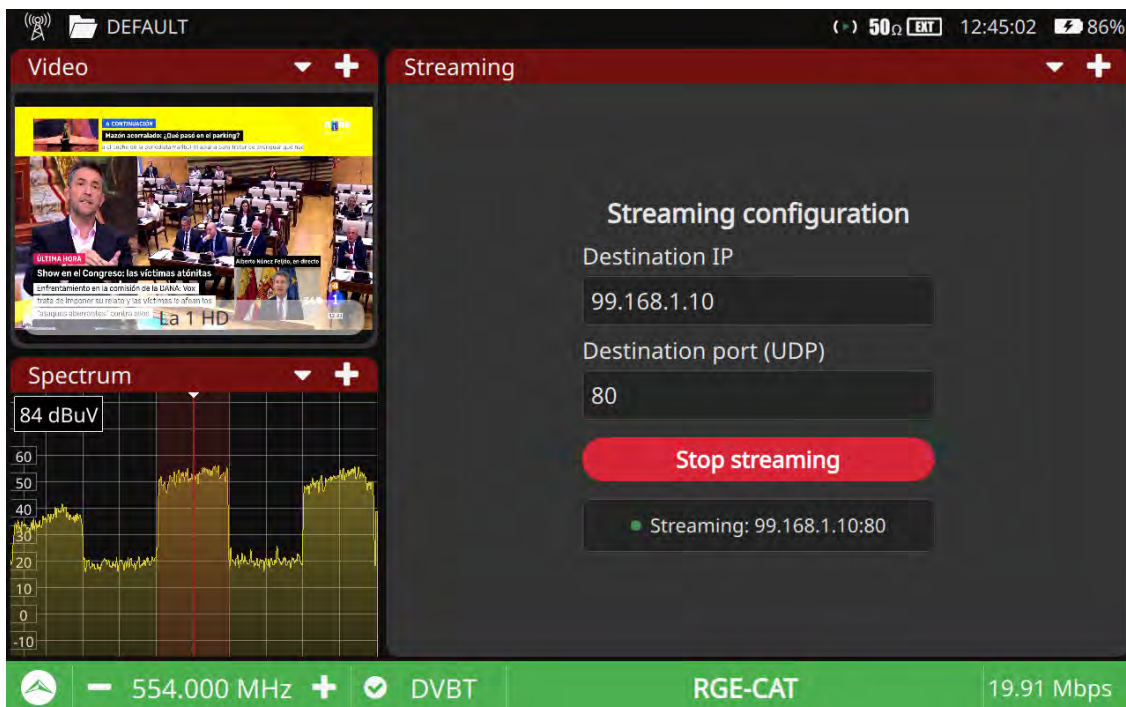 DEFAULT
50Ω EXT 12:45:02 86%
Video
A CONTINUACIÓN
Mazón acorralado: ¿Qué pasó en el parking?
ÚLTIMA HORA
Show en el Congreso: las víctimas atónitas
Alberto Núñez Feijóo, en directo
Enfrentamiento en la comisión de la DANA: Vox
trata de imponer su relato y las víctimas le afean los
La 1 HD
Spectrum
84 dBuV
60
50
40
30
20
10
0
-10
Streaming
Streaming configuration
Destination IP
99.168.1.10
Destination port (UDP)
80
Stop streaming
Streaming: 99.168.1.10:80
554.000 MHz DVBT RGE-CAT 19.91 Mbps